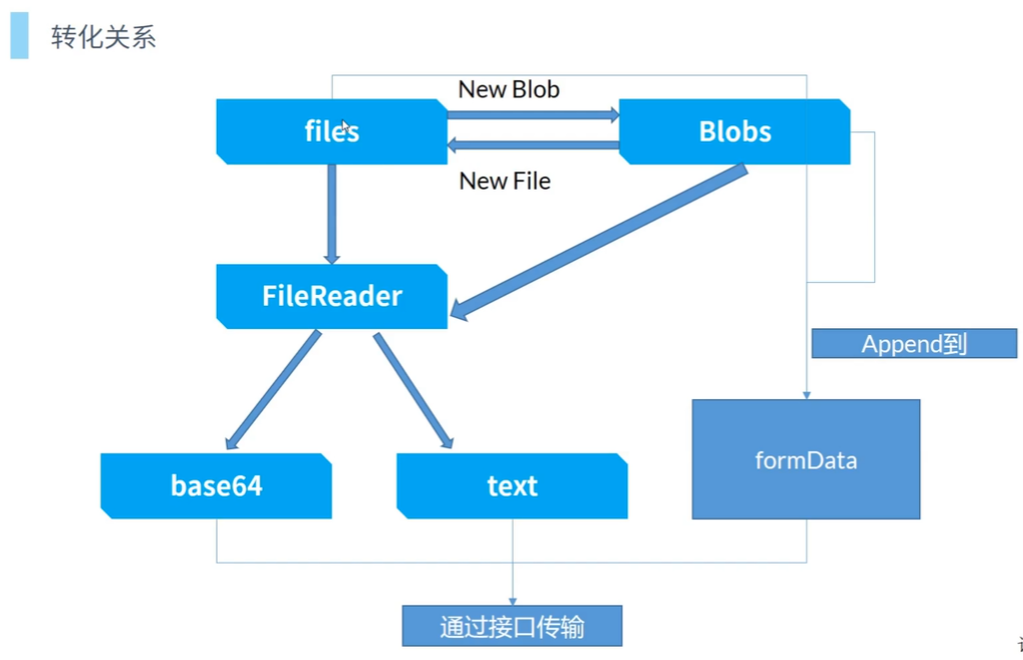 转化关系
New Blob
files
Blobs
New File
FileReader
Append到
base64
text
formData
通过接口传输